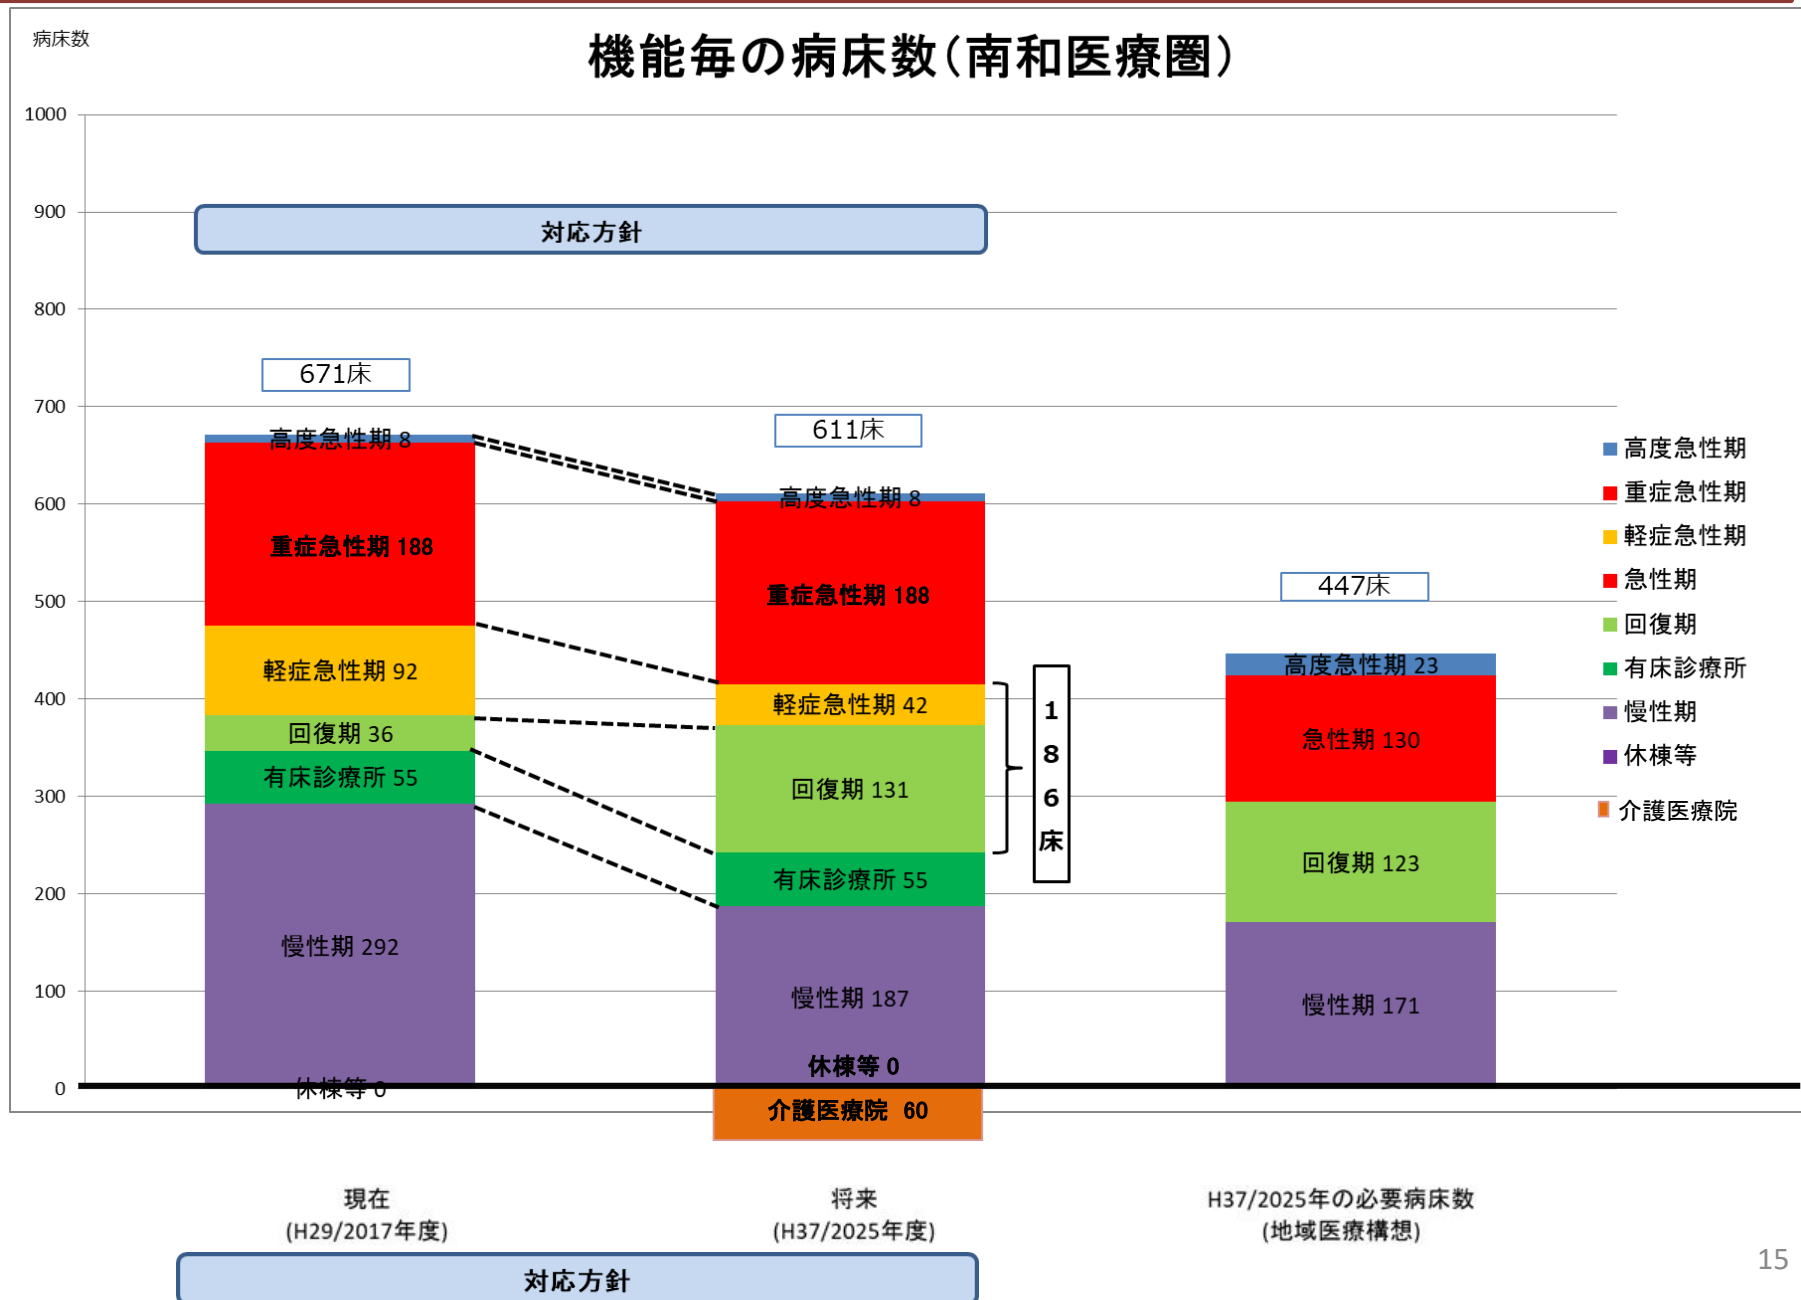 病床数
機能毎の病床数（南和医療圏）
1000
900
800
700
600
500
400
300
200
100
0
対応方針
671床
高度急性期 8
重症急性期 188
軽症急性期 92
回復期 36
有床診療所 55
慢性期 292
休棟等 0
611床
高度急性期 8
重症急性期 188
軽症急性期 42
回復期 131
有床診療所 55
慢性期 187
休棟等 0
介護医療院 60
１８６床
447床
高度急性期 23
急性期 130
回復期 123
慢性期 171
高度急性期
重症急性期
軽症急性期
急性期
回復期
有床診療所
慢性期
休棟等
介護医療院
現在
(H29/2017年度)
将来
(H37/2025年度)
H37/2025年の必要病床数
(地域医療構想)
対応方針
15